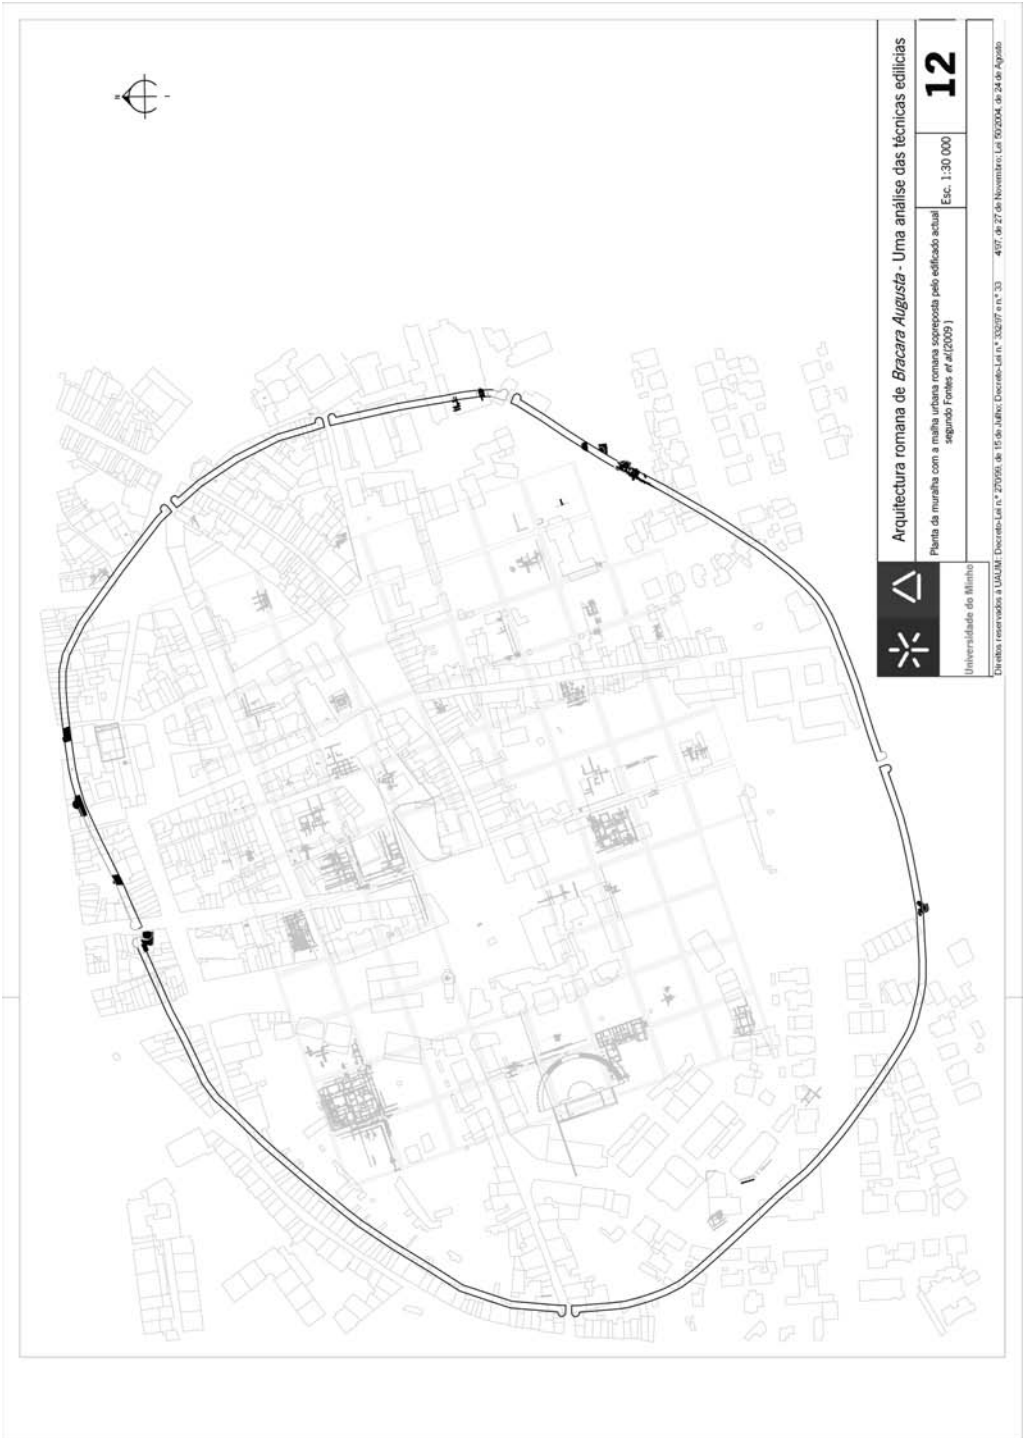 N
Arquitectura romana de Bracara Augusta - Uma análise das técnicas edilícias
12
Planta da muralha com a malha urbana romana sopreposta pelo edificado actual
segundo Fontes et al(2009 )
Esc. 1:30 000
Universidade do Minho
Direitos reservados à UAUM: Decreto-Lei n.º 270/99, de 15 de Julho; Decreto-Lei n.º 332/97 e n.º 33 4/97, de 27 de Novembro; Lei 50/2004, de 24 de Agosto